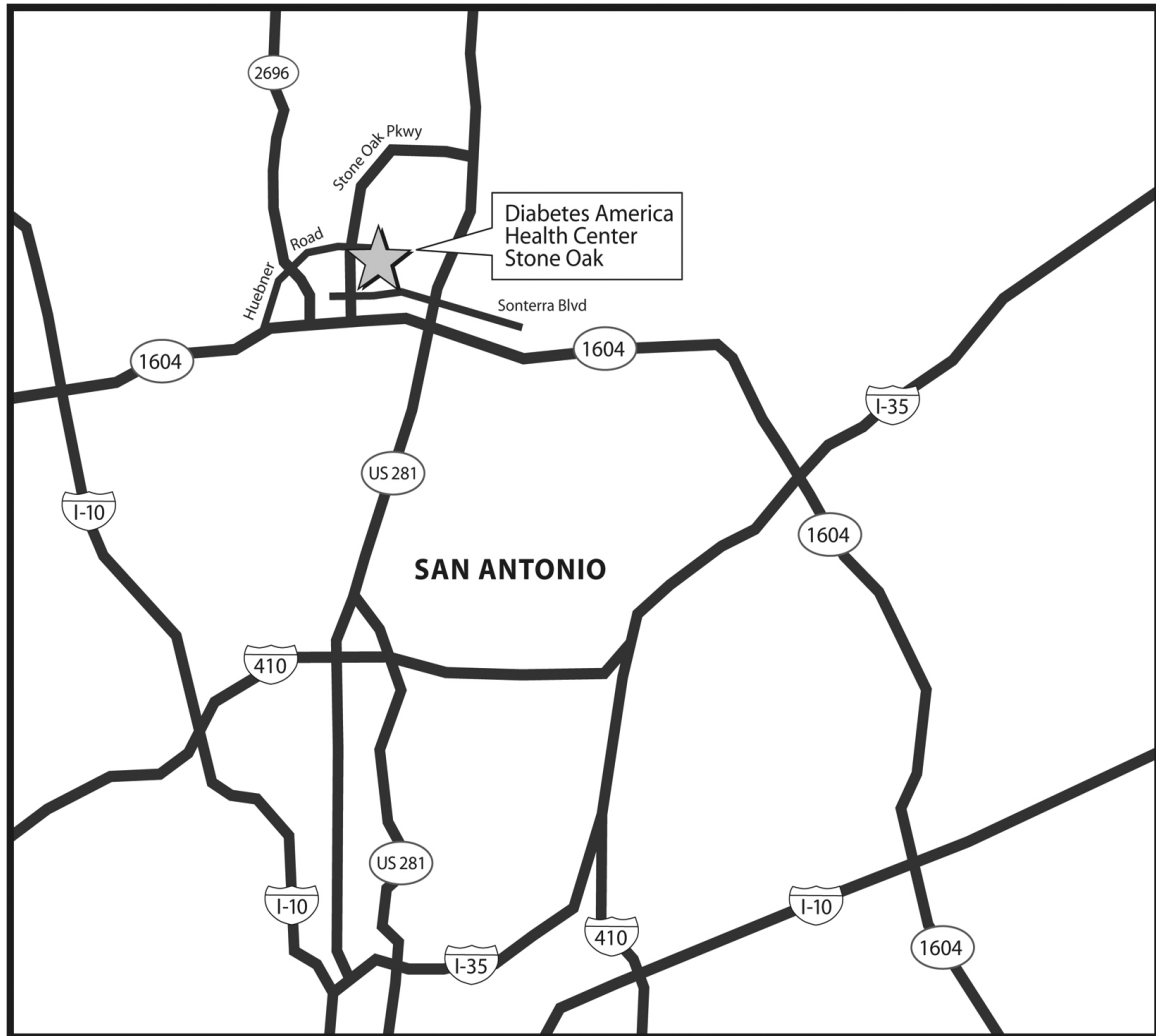 2696
Stone Oak Pkwy
Diabetes America
Health Center
Stone Oak
Huebner Road
Sonterra Blvd
1604
1604
I-35
US 281
I-10
1604
SAN ANTONIO
410
US 281
I-10
I-10
410
1604
I-35